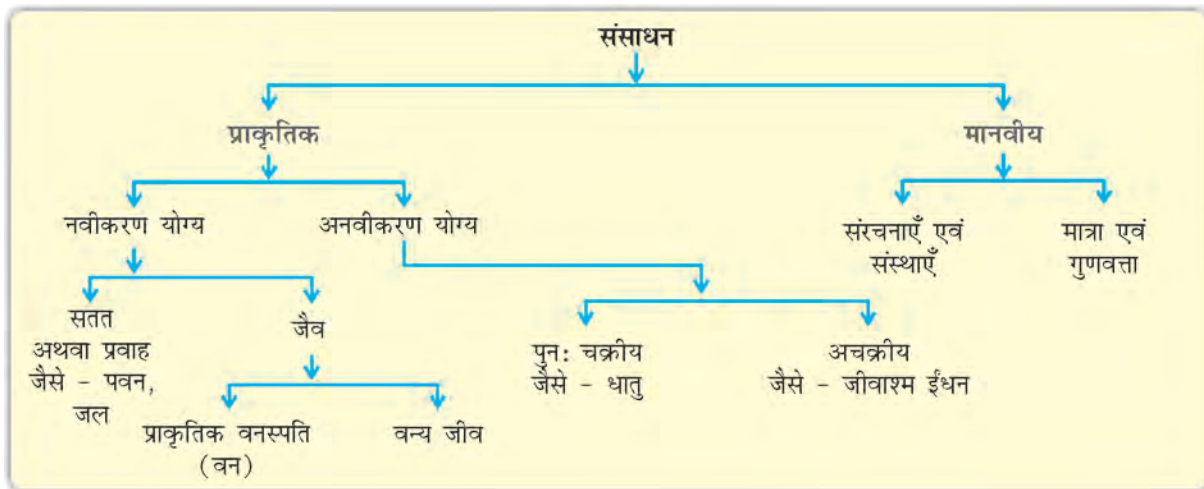 संसाधन
प्राकृतिक
मानवीय
नवीकरण योग्य
अनवीकरण योग्य
संरचनाएँ एवं
संस्थाएँ
मात्रा एवं
गुणवत्ता
सतत
अथवा प्रवाह
जैसे - पवन,
जल
जैव
पुन: चक्रीय
जैसे - धातु
अचक्रीय
जैसे - जीवाश्म ईंधन
प्राकृतिक वनस्पति
(वन)
वन्य जीव